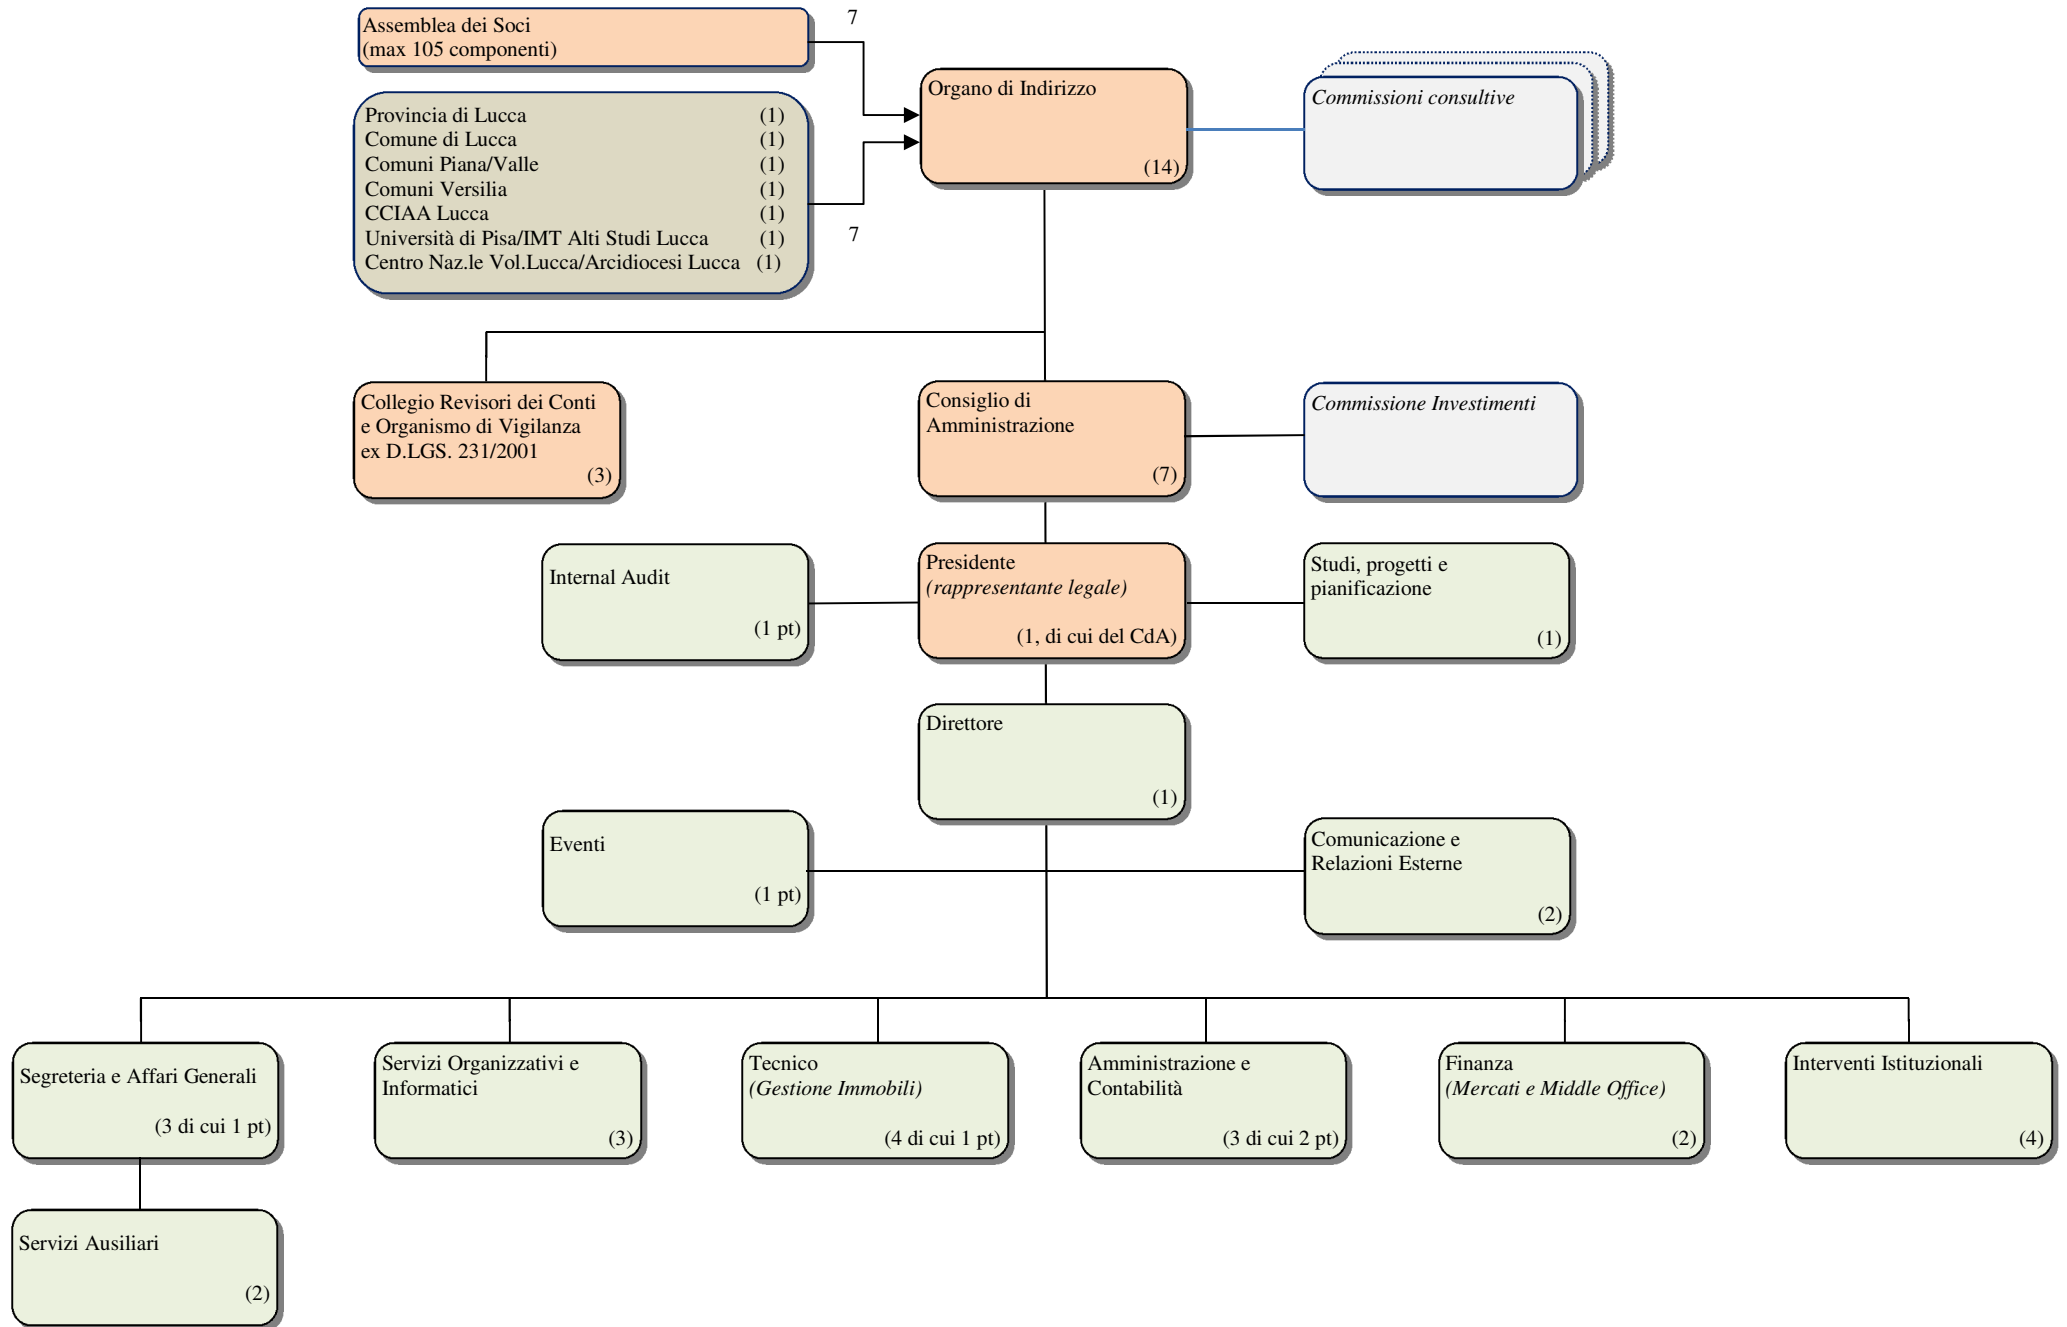 Assemblea dei Soci
(max 105 componenti)
7
Provincia di Lucca (1)
Comune di Lucca (1)
Comuni Piana/Valle (1)
Comuni Versilia (1)
CCIAA Lucca (1)
Università di Pisa/IMT Alti Studi Lucca (1)
Centro Naz.le Vol.Lucca/Arcidiocesi Lucca (1)
7
Organo di Indirizzo
(14)
Commissioni consultive
Collegio Revisori dei Conti
e Organismo di Vigilanza
ex D.LGS. 231/2001
(3)
Consiglio di
Amministrazione
(7)
Commissione Investimenti
Internal Audit
(1 pt)
Presidente
(rappresentante legale)
(1, di cui del CdA)
Studi, progetti e
pianificazione
(1)
Direttore
(1)
Eventi
(1 pt)
Comunicazione e
Relazioni Esterne
(2)
Segreteria e Affari Generali
(3 di cui 1 pt)
Servizi Organizzativi e
Informatici
(3)
Tecnico
(Gestione Immobili)
(4 di cui 1 pt)
Amministrazione e
Contabilità
(3 di cui 2 pt)
Finanza
(Mercati e Middle Office)
(2)
Interventi Istituzionali
(4)
Servizi Ausiliari
(2)